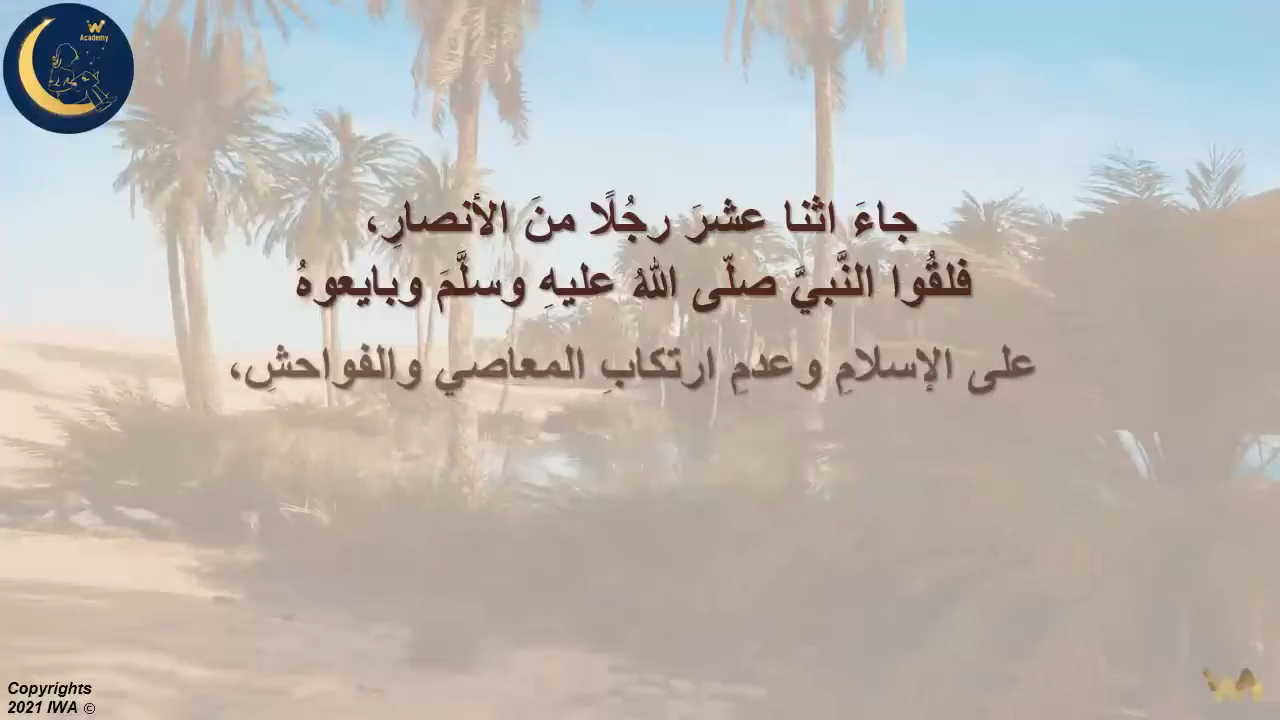 W
Academy
جاءَ اثنا عشرَ رجُلًا منَ الأنصارِ،
فلقُوا النَّبيَّ صلّى اللهُ عليهِ وسلَّمَ وبايعوهُ
على الإسلامِ وعدمِ ارتكابِ المعاصي والفواحشِ،
Copyrights
2021 IWA ©